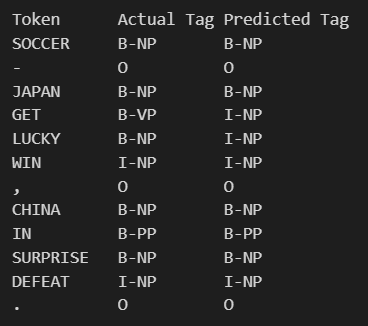 Token Actual Tag Predicted Tag
SOCCER B-NP B-NP
- O O
JAPAN B-NP B-NP
GET B-VP I-NP
LUCKY B-NP I-NP
WIN I-NP I-NP
, O O
CHINA B-NP B-NP
IN B-PP B-PP
SURPRISE B-NP B-NP
DEFEAT I-NP I-NP
. O O